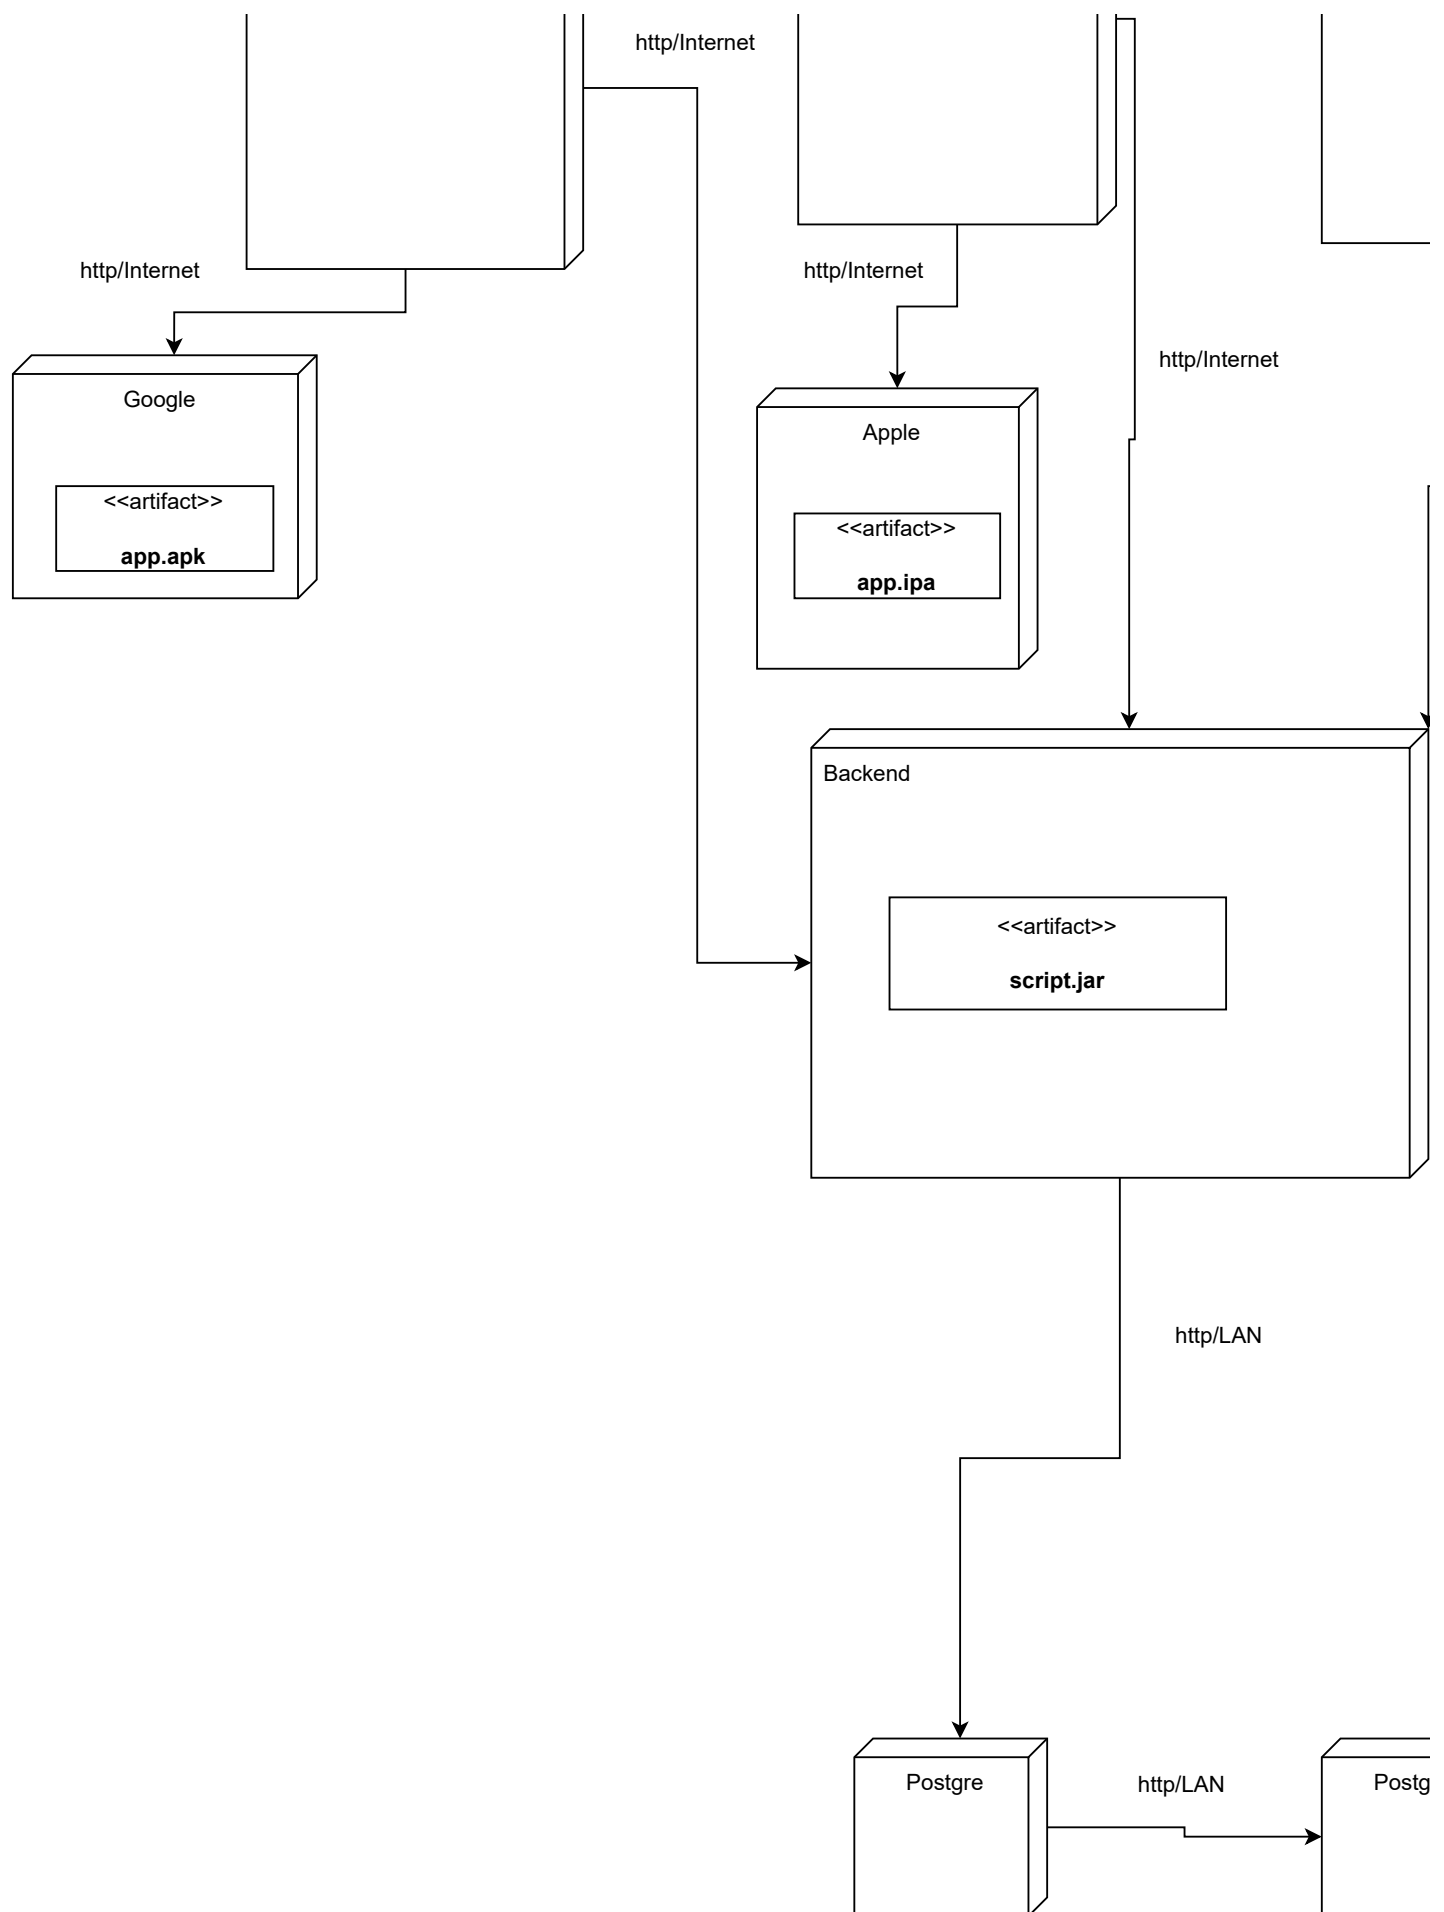 http/Internet
http/Internet
http/Internet
http/Internet
Google
<<artifact>>
app.apk
Apple
<<artifact>>
app.ipa
Backend
<<artifact>>
script.jar
http/LAN
Postgre
http/LAN
Postg